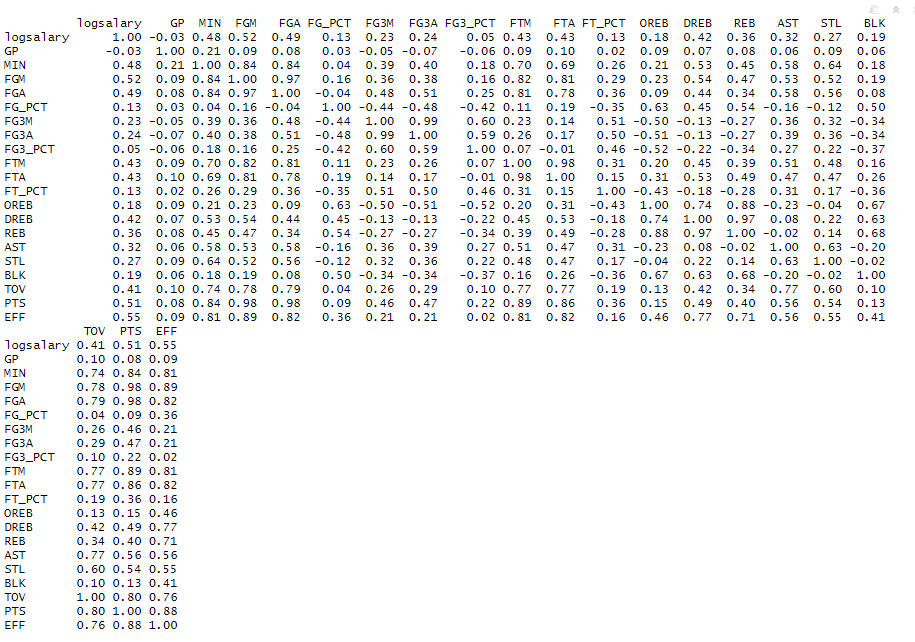 logsalary GP MIN FGM FGA FG_PCT FG3M FG3A FG3_PCT FTM FTA FT_PCT OREB DREB REB AST STL BLK
logsalary 1.00 -0.03 0.48 0.52 0.49 0.13 0.23 0.24 0.05 0.43 0.43 0.13 0.18 0.42 0.36 0.32 0.27 0.19
GP -0.03 1.00 0.21 0.09 0.08 0.03 -0.05 -0.07 -0.06 0.09 0.10 0.02 0.09 0.07 0.08 0.06 0.09 0.06
MIN 0.48 0.21 1.00 0.84 0.84 0.04 0.39 0.40 0.18 0.70 0.69 0.26 0.21 0.53 0.45 0.58 0.64 0.18
FGM 0.52 0.09 0.84 1.00 0.97 0.16 0.36 0.38 0.16 0.82 0.81 0.29 0.23 0.54 0.47 0.53 0.52 0.19
FGA 0.49 0.08 0.84 0.97 1.00 -0.04 0.48 0.51 0.25 0.81 0.78 0.36 0.09 0.44 0.34 0.58 0.56 0.08
FG_PCT 0.13 0.03 0.04 0.16 -0.04 1.00 -0.44 -0.48 -0.42 0.11 0.19 -0.35 0.63 0.45 0.54 -0.16 -0.12 0.50
FG3M 0.23 -0.05 0.39 0.36 0.48 -0.44 1.00 0.99 0.60 0.23 0.14 0.51 -0.50 -0.13 -0.27 0.36 0.32 -0.34
FG3A 0.24 -0.07 0.40 0.38 0.51 -0.48 0.99 1.00 0.59 0.26 0.17 0.50 -0.51 -0.13 -0.27 0.39 0.36 -0.34
FG3_PCT 0.05 -0.06 0.18 0.16 0.25 -0.42 0.60 0.59 1.00 0.07 -0.01 0.46 -0.52 -0.22 -0.34 0.27 0.22 -0.37
FTM 0.43 0.09 0.70 0.82 0.81 0.11 0.23 0.26 0.07 1.00 0.98 0.31 0.20 0.45 0.39 0.51 0.48 0.16
FTA 0.43 0.10 0.69 0.81 0.78 0.19 0.14 0.17 -0.01 0.98 1.00 0.15 0.31 0.53 0.49 0.47 0.47 0.26
FT_PCT 0.13 0.02 0.26 0.29 0.36 -0.35 0.51 0.50 0.46 0.31 0.15 1.00 -0.43 -0.18 -0.28 0.31 0.17 -0.36
OREB 0.18 0.09 0.21 0.23 0.09 0.63 -0.50 -0.51 -0.52 0.20 0.31 -0.43 1.00 0.74 0.88 -0.23 -0.04 0.67
DREB 0.42 0.07 0.53 0.54 0.44 0.45 -0.13 -0.13 -0.22 0.45 0.53 -0.18 0.74 1.00 0.97 0.08 0.22 0.63
REB 0.36 0.08 0.45 0.47 0.34 0.54 -0.27 -0.27 -0.34 0.39 0.49 -0.28 0.88 0.97 1.00 -0.02 0.14 0.68
AST 0.32 0.06 0.58 0.53 0.58 -0.16 0.36 0.39 0.27 0.51 0.47 0.31 -0.23 0.08 -0.02 1.00 0.63 -0.20
STL 0.27 0.09 0.64 0.52 0.56 -0.12 0.32 0.36 0.22 0.48 0.47 0.17 -0.04 0.22 0.14 0.63 1.00 -0.02
BLK 0.19 0.06 0.18 0.19 0.08 0.50 -0.34 -0.34 -0.37 0.16 0.26 -0.36 0.67 0.63 0.68 -0.20 -0.02 1.00
TOV 0.41 0.10 0.74 0.78 0.79 0.04 0.26 0.29 0.10 0.77 0.77 0.19 0.13 0.42 0.34 0.77 0.60 0.10
PTS 0.51 0.08 0.84 0.98 0.98 0.09 0.46 0.47 0.22 0.89 0.86 0.36 0.15 0.49 0.40 0.56 0.54 0.13
EFF 0.55 0.09 0.81 0.89 0.82 0.36 0.21 0.21 0.02 0.81 0.82 0.16 0.46 0.77 0.71 0.56 0.55 0.41
TOV PTS EFF
logsalary 0.41 0.51 0.55
GP 0.10 0.08 0.09
MIN 0.74 0.84 0.81
FGM 0.78 0.98 0.89
FGA 0.79 0.98 0.82
FG_PCT 0.04 0.09 0.36
FG3M 0.26 0.46 0.21
FG3A 0.29 0.47 0.21
FG3_PCT 0.10 0.22 0.02
FTM 0.77 0.89 0.81
FTA 0.77 0.86 0.82
FT_PCT 0.19 0.36 0.16
OREB 0.13 0.15 0.46
DREB 0.42 0.49 0.77
REB 0.34 0.40 0.71
AST 0.77 0.56 0.56
STL 0.60 0.54 0.55
BLK 0.10 0.13 0.41
TOV 1.00 0.80 0.76
PTS 0.80 1.00 0.88
EFF 0.76 0.88 1.00